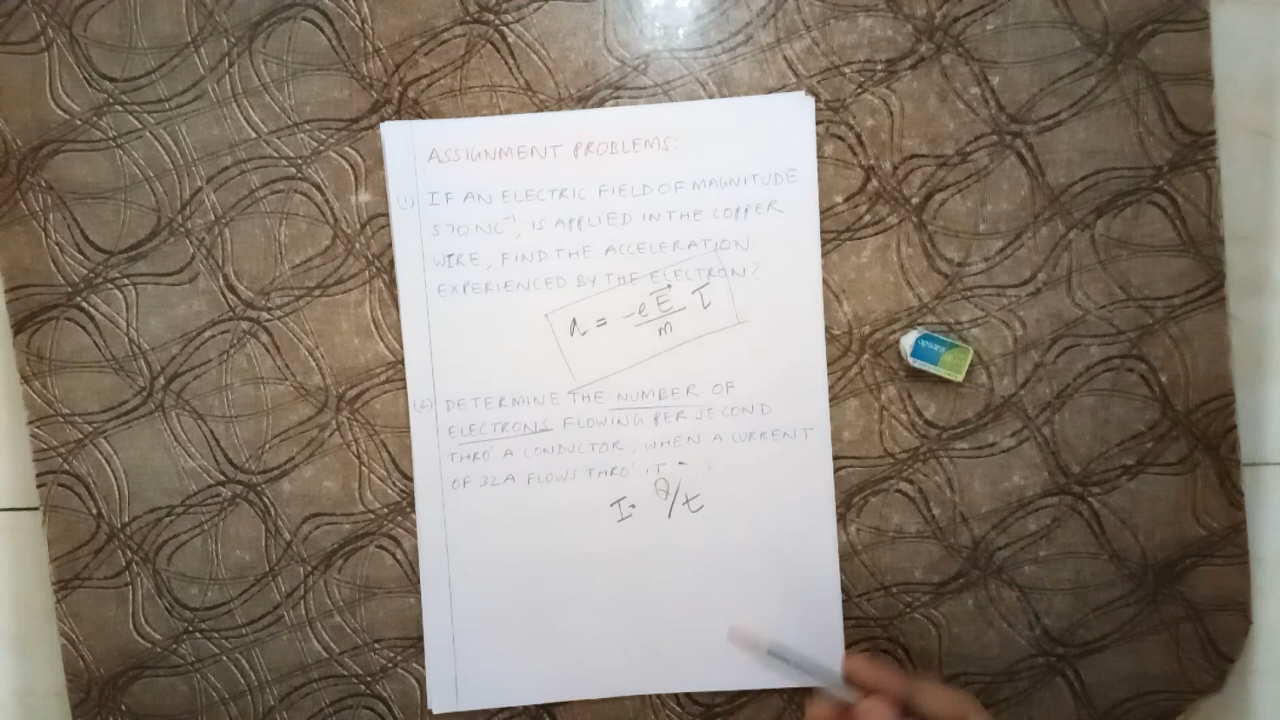 ASSIGNMENT PROBLEMS:
(1) IF AN ELECTRIC FIELD OF MAGNITUDE
570 NC⁻¹, IS APPLIED IN THE COPPER
WIRE, FIND THE ACCELERATION
EXPERIENCED BY THE ELECTRON?
a = -eE⃗/m . τ
(2) DETERMINE THE NUMBER OF
ELECTRONS FLOWING PER SECOND
THRO' A CONDUCTOR, WHEN A CURRENT
OF 32A FLOWS THRO' IT
I = Q/t
apsara